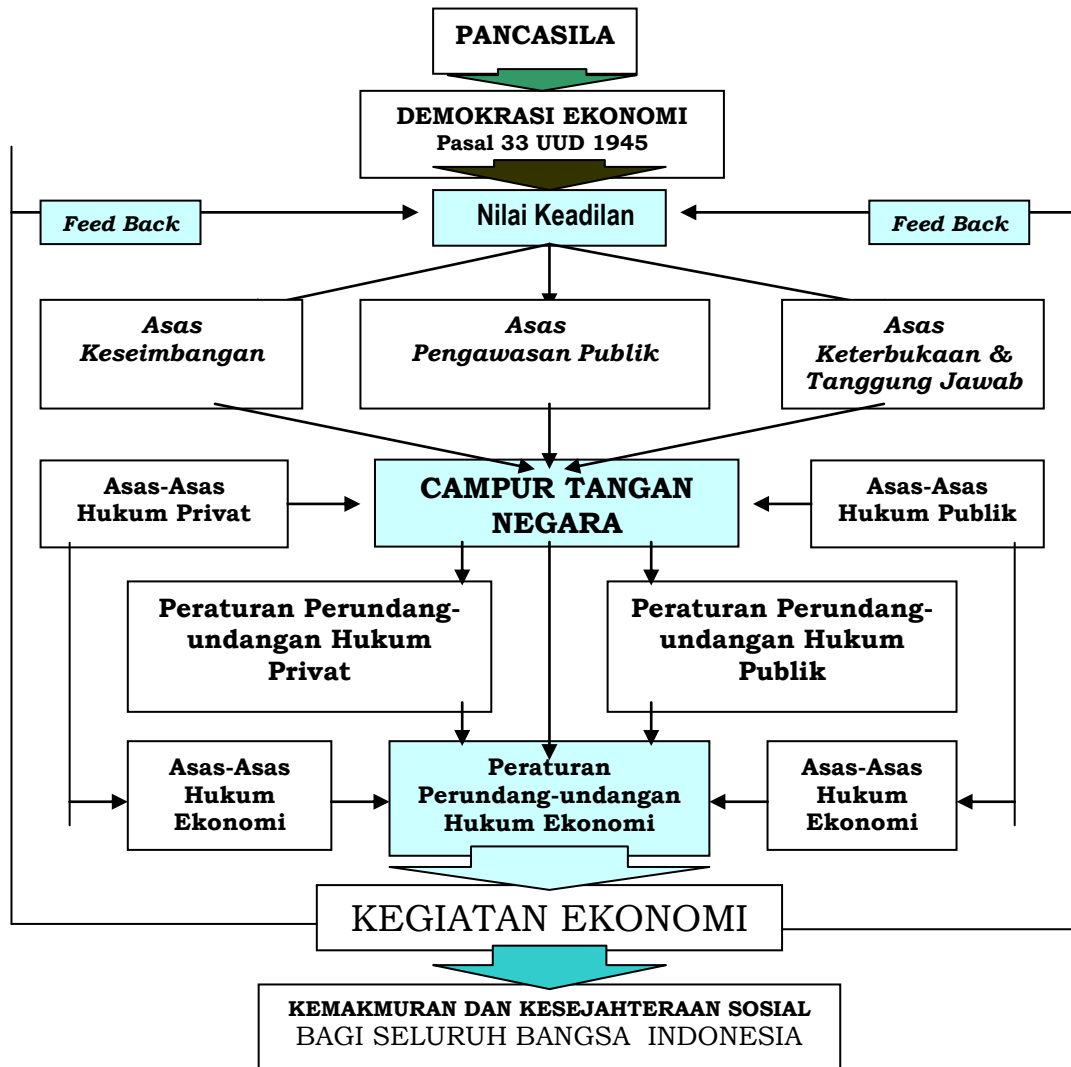 PANCASILA
DEMOKRASI EKONOMI
Pasal 33 UUD 1945
Feed Back
Nilai Keadilan
Feed Back
Asas
Keseimbangan
Asas
Pengawasan Publik
Asas
Keterbukaan &
Tanggung Jawab
Asas-Asas
Hukum Privat
CAMPUR TANGAN
NEGARA
Asas-Asas
Hukum Publik
Peraturan Perundang-
undangan Hukum
Privat
Peraturan Perundang-
undangan Hukum
Publik
Asas-Asas
Hukum
Ekonomi
Peraturan
Perundang-undangan
Hukum Ekonomi
Asas-Asas
Hukum
Ekonomi
KEGIATAN EKONOMI
KEMAKMURAN DAN KESEJAHTERAAN SOSIAL
BAGI SELURUH BANGSA INDONESIA